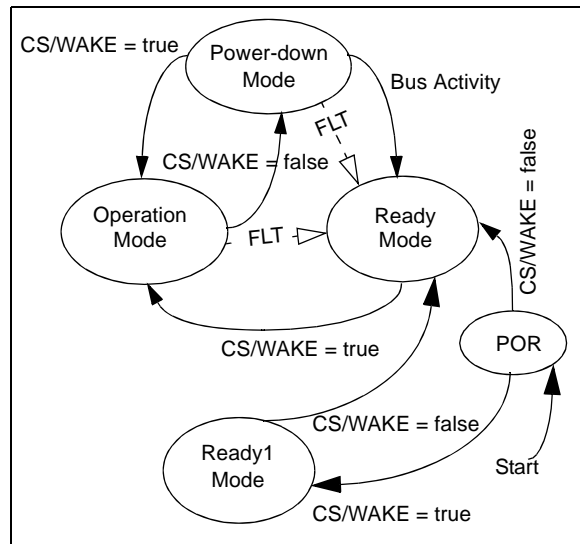 CS/WAKE = true
Power-down
Mode
Bus Activity
FLT
CS/WAKE = false
Operation
Mode
FLT
Ready
Mode
CS/WAKE = false
CS/WAKE = true
POR
CS/WAKE = false
Ready1
Mode
Start
CS/WAKE = true